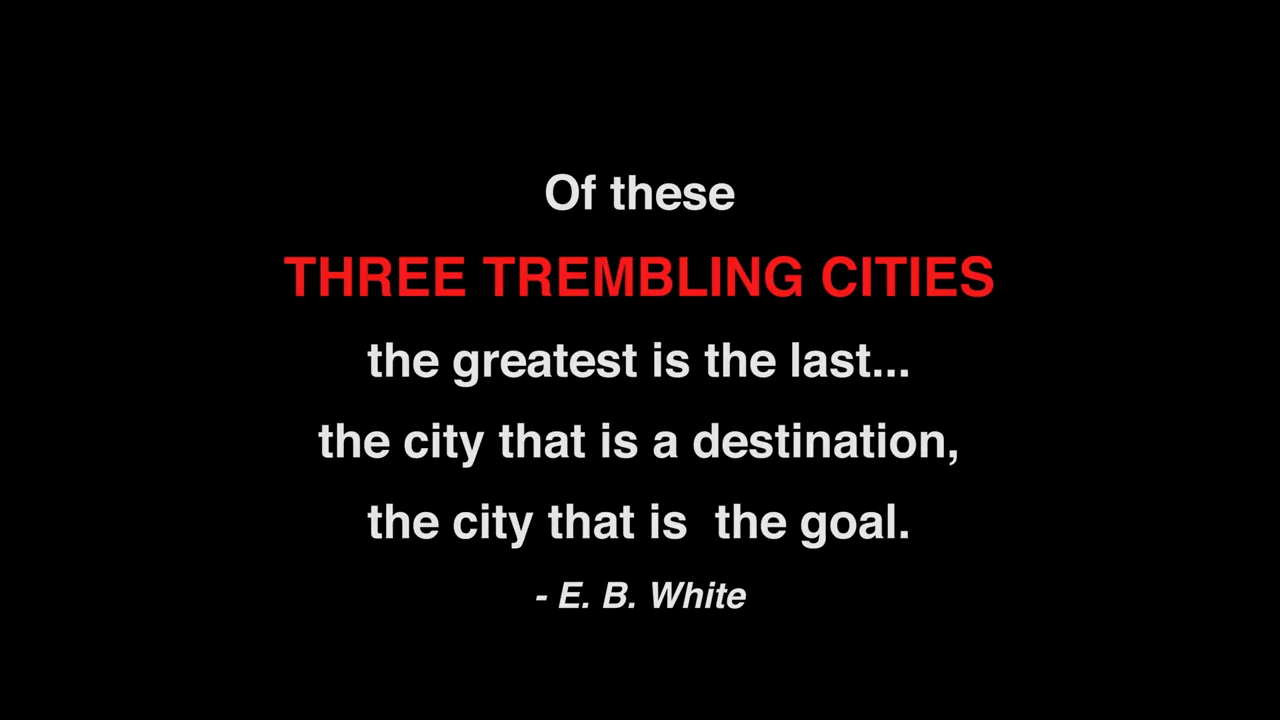 Of these
THREE TREMBLING CITIES
the greatest is the last...
the city that is a destination,
the city that is  the goal.
- E. B. White